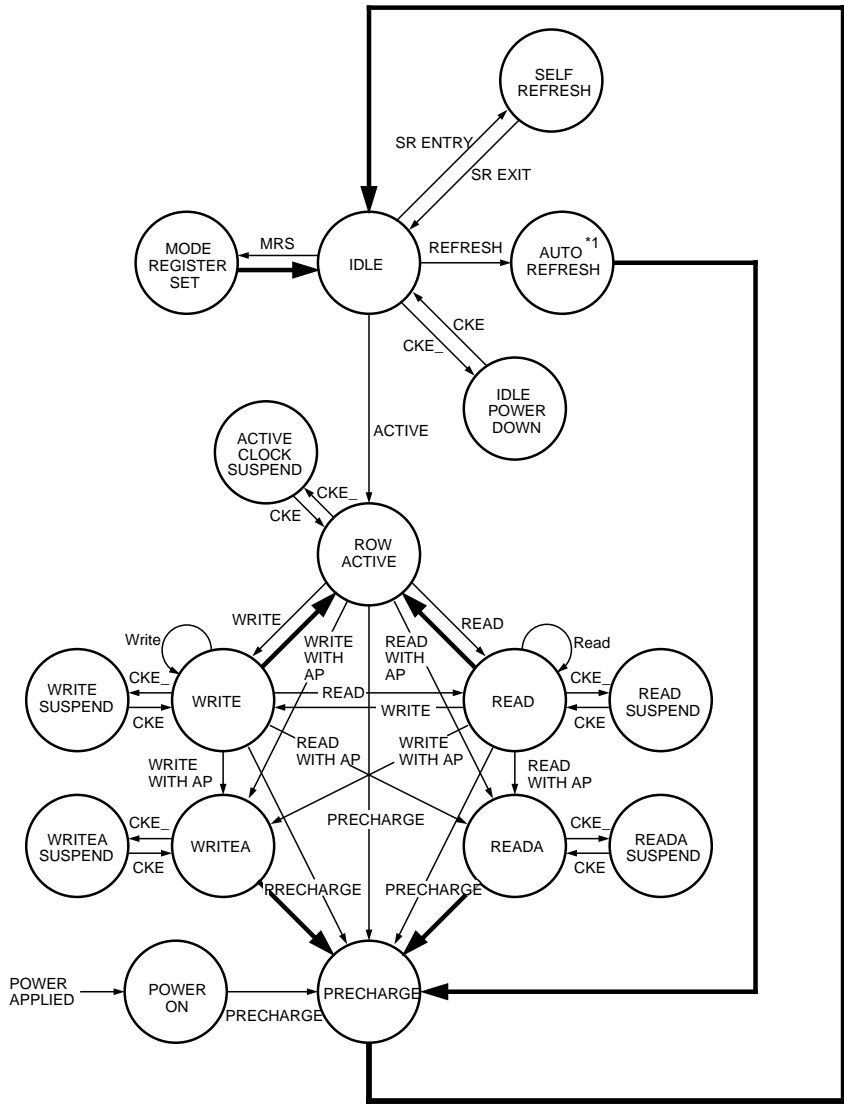 SELF
REFRESH
SR ENTRY
SR EXIT
MODE
REGISTER
SET
MRS
IDLE
REFRESH
AUTO *1
REFRESH
CKE
CKE_
IDLE
POWER
DOWN
ACTIVE
ACTIVE
CLOCK
SUSPEND
CKE_
CKE
ROW
ACTIVE
WRITE
READ
Write
WRITE
WITH
AP
READ
WITH
AP
Read
WRITE
SUSPEND
CKE_
CKE
WRITE
READ
WRITE
READ
CKE_
CKE
READ
SUSPEND
WRITE
WITH AP
READ
WITH AP
WRITE
WITH AP
READ
WITH AP
WRITEA
SUSPEND
CKE_
CKE
WRITEA
PRECHARGE
READA
CKE_
CKE
READA
SUSPEND
PRECHARGE
PRECHARGE
POWER
APPLIED
POWER
ON
PRECHARGE
PRECHARGE